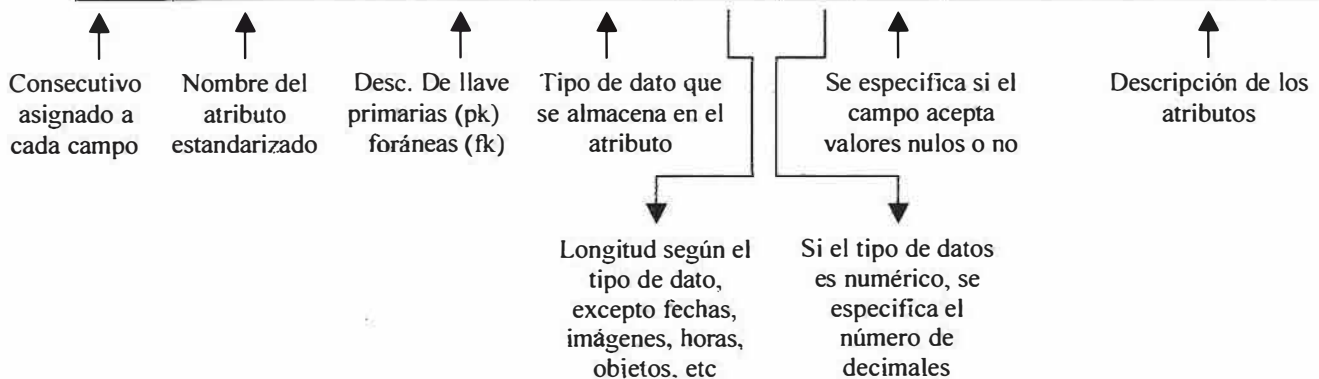 Consecutivo
asignado a
cada campo
Nombre del
atributo
estandarizado
Desc. De llave
primarias (pk)
foráneas (fk)
Tipo de dato que
se almacena en el
atributo
Se especifica si el
campo acepta
valores nulos o no
Descripción de los
atributos
Longitud según el
tipo de dato,
excepto fechas,
imágenes, horas,
objetos, etc
Si el tipo de datos
es numérico, se
especifica el
número de
decimales